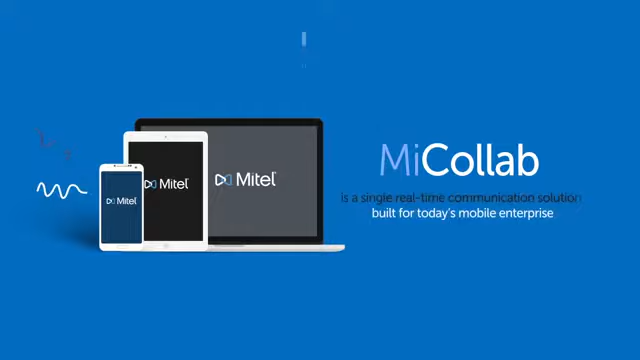 MiCollab
Mitel
Mitel
Mitel
Is a single real-time communication solution
built for today's mobile enterprise